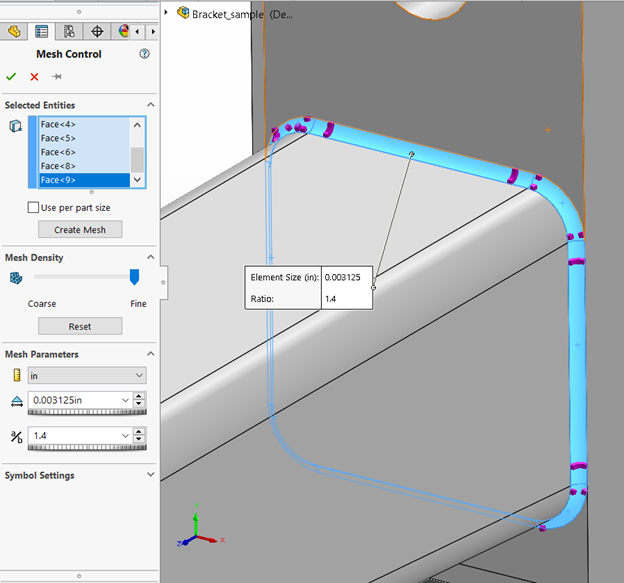 Bracket_sample (De...
Mesh Control
Selected Entities
Face<4>
Face<5>
Face<6>
Face<8>
Face<9>
Use per part size
Create Mesh
Mesh Density
Coarse
Fine
Reset
Mesh Parameters
in
0.003125in
a/b
1.4
Symbol Settings
Element Size (in): 0.003125
Ratio: 1.4
Y
X
Z